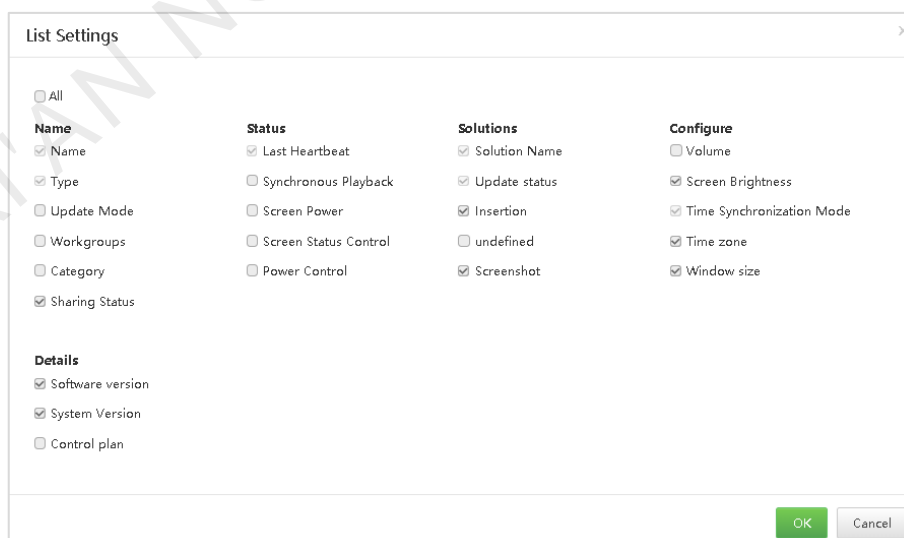 List Settings
All
Name
Name
Type
Update Mode
Workgroups
Category
Sharing Status
Status
Last Heartbeat
Synchronous Playback
Screen Power
Screen Status Control
Power Control
Solutions
Solution Name
Update status
Insertion
undefined
Screenshot
Configure
Volume
Screen Brightness
Time Synchronization Mode
Time zone
Window size
Details
Software version
System Version
Control plan
OK
Cancel